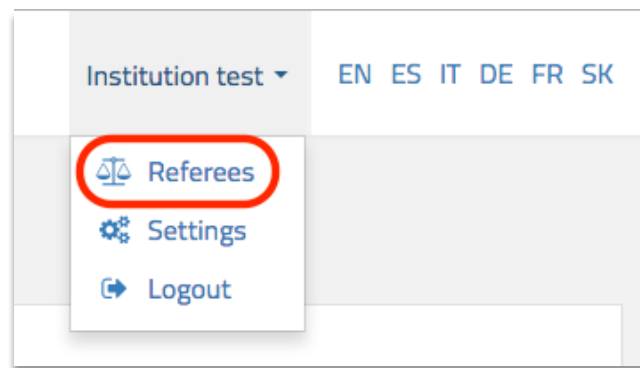 Institution test EN ES IT DE FR SK
Referees
Settings
Logout